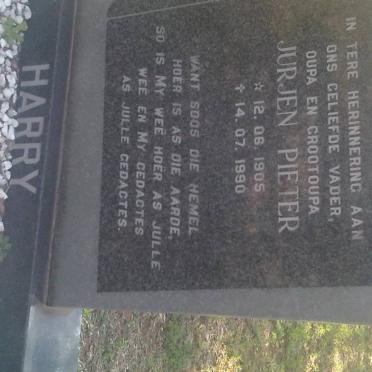 IN TERE HERINNERING AAN
ONS GELIEFDE VADER,
OUPA EN GROOTOUPA
JURJEN PIETER
☆ 12. 08. 1905
✝ 14. 07. 1990
WANT SOOS DIE HEMEL
HOËR IS AS DIE AARDE,
SO IS MY WEË HOËR AS JULLE
WEË EN MY GEDAGTES
AS JULLE GEDAGTES.
HARRY